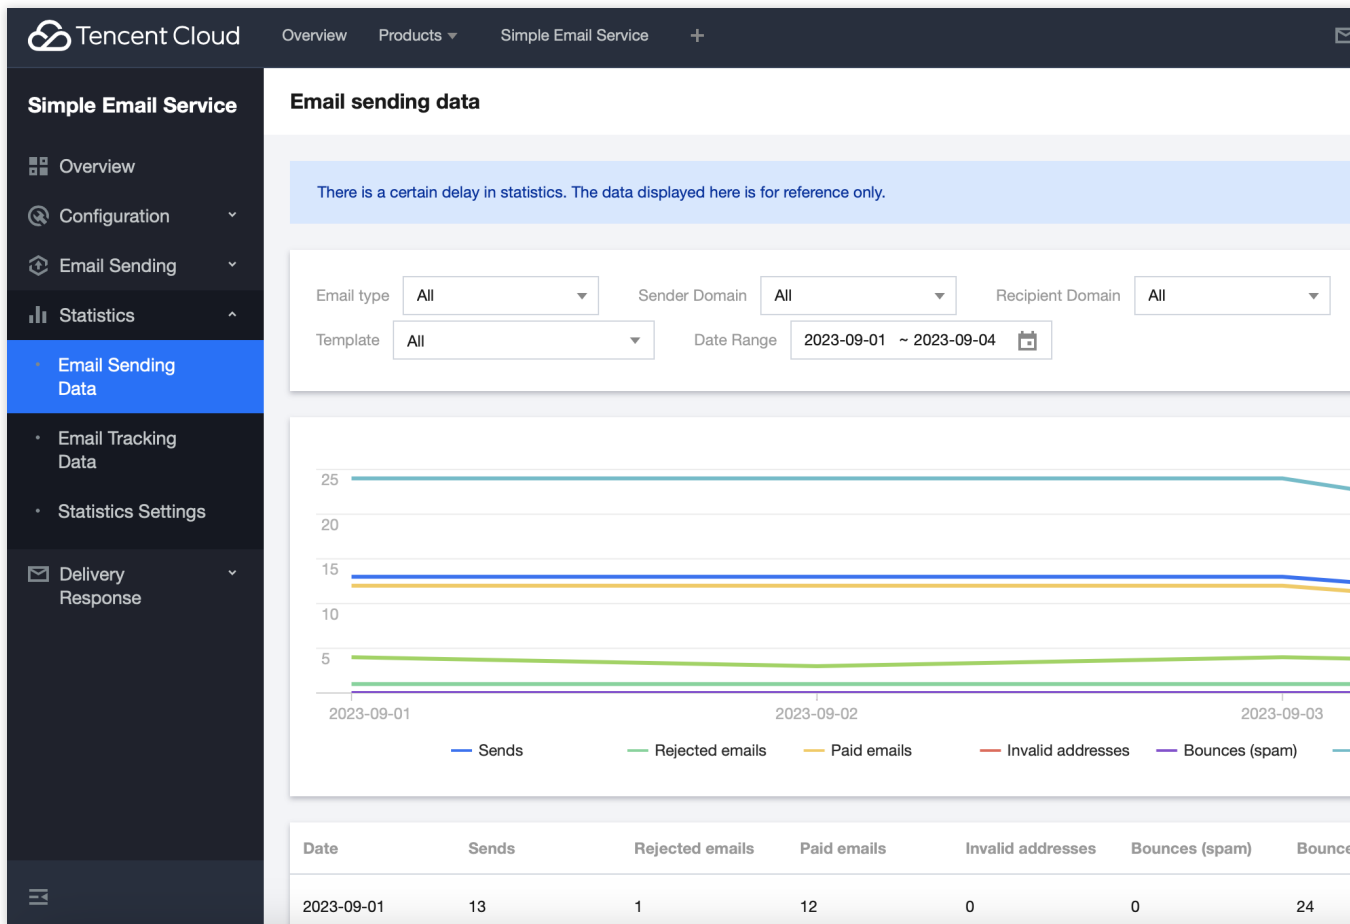 Tencent Cloud
Overview Products Simple Email Service +
Simple Email Service
Overview
Configuration
Email Sending
Statistics
Email Sending
Data
Email Tracking
Data
Statistics Settings
Delivery
Response
Email sending data
There is a certain delay in statistics. The data displayed here is for reference only.
Email type All Sender Domain All Recipient Domain All
Template All Date Range 2023-09-01 ~ 2023-09-04
25
20
15
10
5
2023-09-01 2023-09-02 2023-09-03
Sends Rejected emails Paid emails Invalid addresses Bounces (spam)
Date Sends Rejected emails Paid emails Invalid addresses Bounces (spam) Bounce
2023-09-01 13 1 12 0 0 24